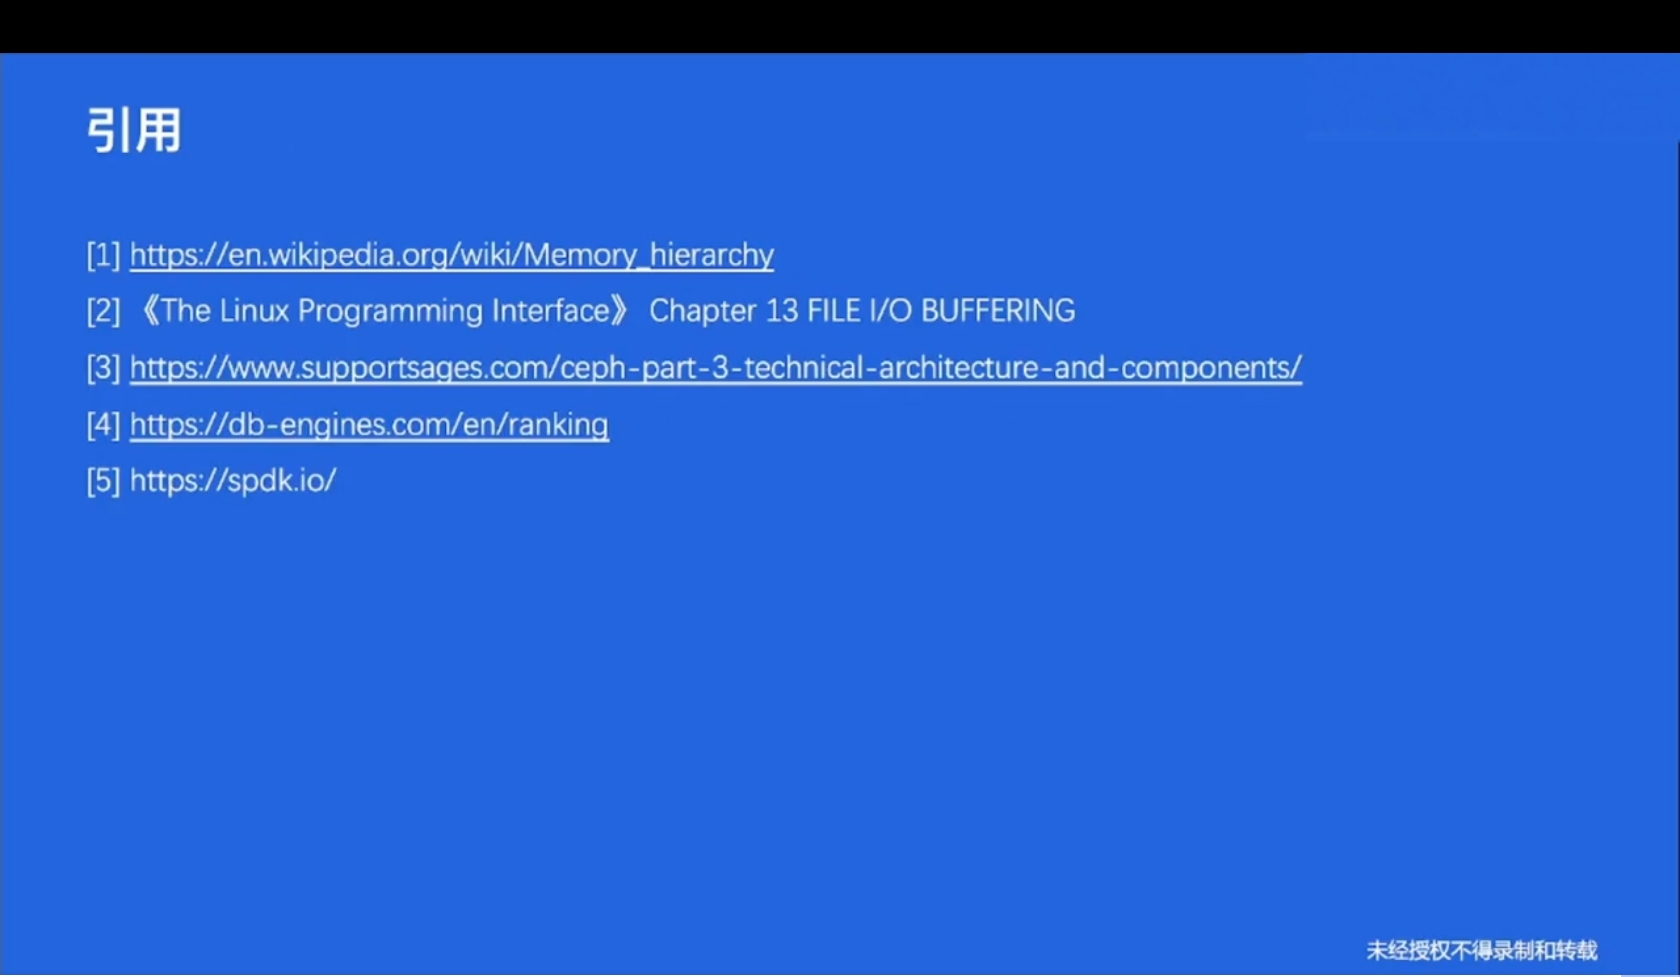 引用
[1] https://en.wikipedia.org/wiki/Memory_hierarchy
[2] 《The Linux Programming Interface》 Chapter 13 FILE I/O BUFFERING
[3] https://www.supportsages.com/ceph-part-3-technical-architecture-and-components/
[4] https://db-engines.com/en/ranking
[5] https://spdk.io/
未经授权不得录制和转载